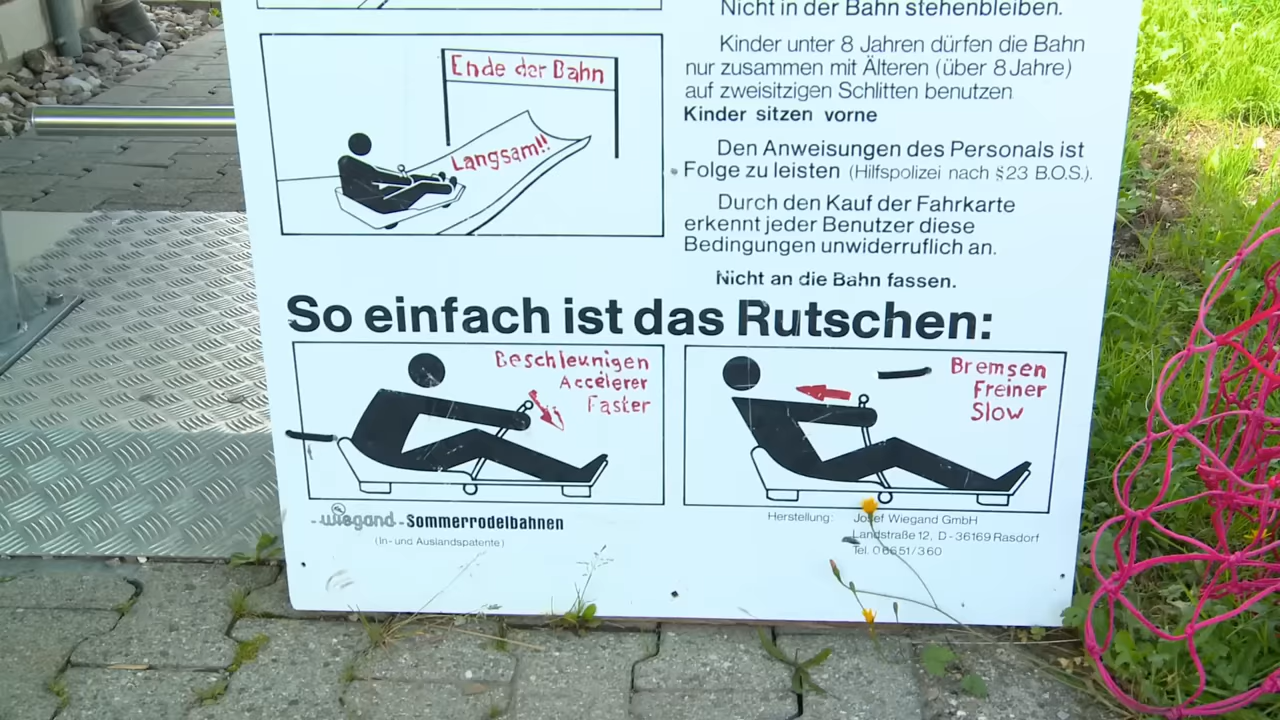 Nicht in der Bahn stehenbleiben.
Kinder unter 8 Jahren dürfen die Bahn
nur zusammen mit Älteren (über 8 Jahre)
auf zweisitzigen Schlitten benutzen
Kinder sitzen vorne
Den Anweisungen des Personals ist
Folge zu leisten (Hilfspolizei nach §23 B.O.S.).
Durch den Kauf der Fahrkarte
erkennt jeder Benutzer diese
Bedingungen unwiderruflich an.
Nicht an die Bahn fassen.
Ende der Bahn
Langsam!!
So einfach ist das Rutschen:
Beschleunigen
Accélerer
Faster
Bremsen
Freiner
Slow
wiegand-Sommerrodelbahnen
(In- und Auslandspatente)
Herstellung: Josef Wiegand GmbH
Landstraße 12, D-36169 Rasdorf
Tel. 06651/360